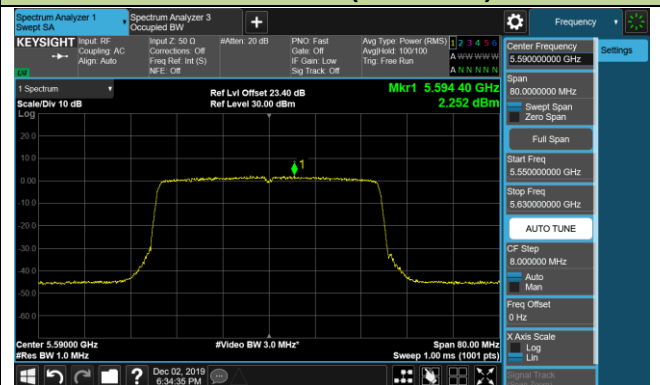 Spectrum Analyzer 1
Swept SA
Spectrum Analyzer 3
Occupied BW
Frequency
KEYSIGHT
Input: RF
Coupling: AC
Align: Auto
Input Z: 50 Ω
Corrections: Off
Freq Ref: Int (S)
NFE: Off
#Atten: 20 dB
PNO: Fast
Gate: Off
IF Gain: Low
Sig Track: Off
Avg Type: Power (RMS)
Avg|Hold: 100/100
Trig: Free Run
1 2 3 4 5 6
A W W W W W
A N N N N N
LXI
Center Frequency
5.590000000 GHz
Settings
Span
80.0000000 MHz
Swept Span
Zero Span
Full Span
Start Freq
5.550000000 GHz
Stop Freq
5.630000000 GHz
AUTO TUNE
CF Step
8.000000 MHz
Auto
Man
Freq Offset
0 Hz
X Axis Scale
Log
Lin
Signal Track
1 Spectrum
Scale/Div 10 dB
Log
Ref Lvl Offset 23.40 dB
Ref Level 30.00 dBm
Mkr1 5.594 40 GHz
2.252 dBm
1
20.0
10.0
0.00
-10.0
-20.0
-30.0
-40.0
-50.0
-60.0
Center 5.59000 GHz
#Res BW 1.0 MHz
#Video BW 3.0 MHz*
Span 80.00 MHz
Sweep 1.00 ms (1001 pts)
?
Dec 02, 2019
6:34:35 PM